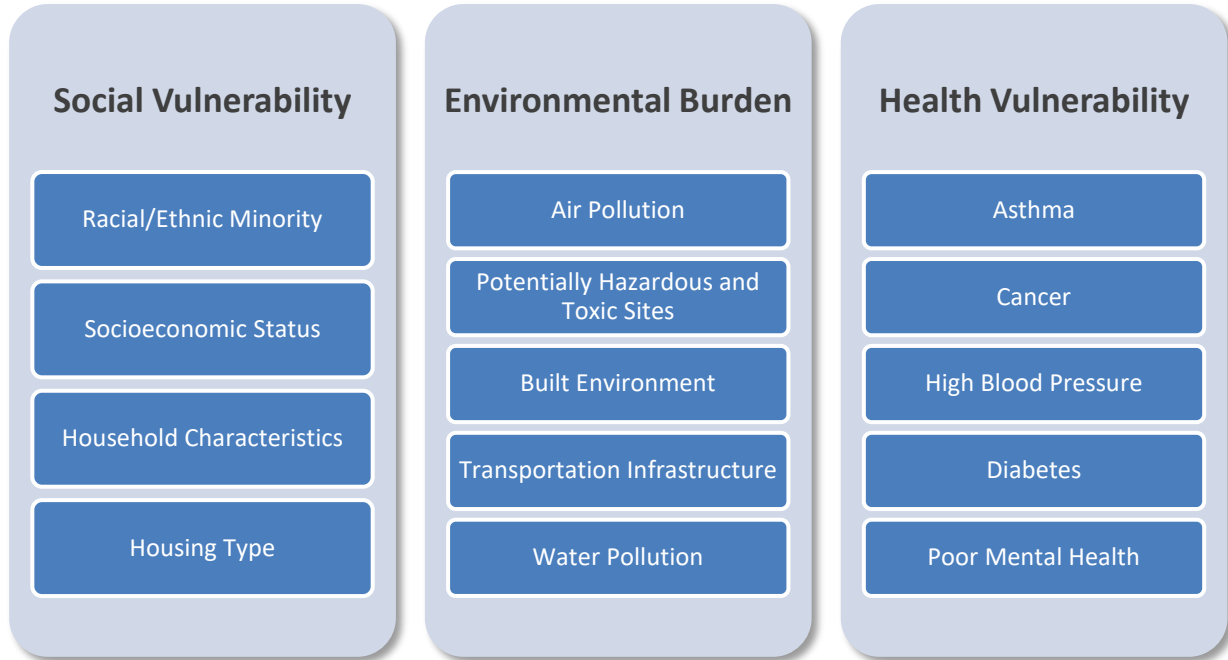 Social Vulnerability
Racial/Ethnic Minority
Socioeconomic Status
Household Characteristics
Housing Type
Environmental Burden
Air Pollution
Potentially Hazardous and
Toxic Sites
Built Environment
Transportation Infrastructure
Water Pollution
Health Vulnerability
Asthma
Cancer
High Blood Pressure
Diabetes
Poor Mental Health